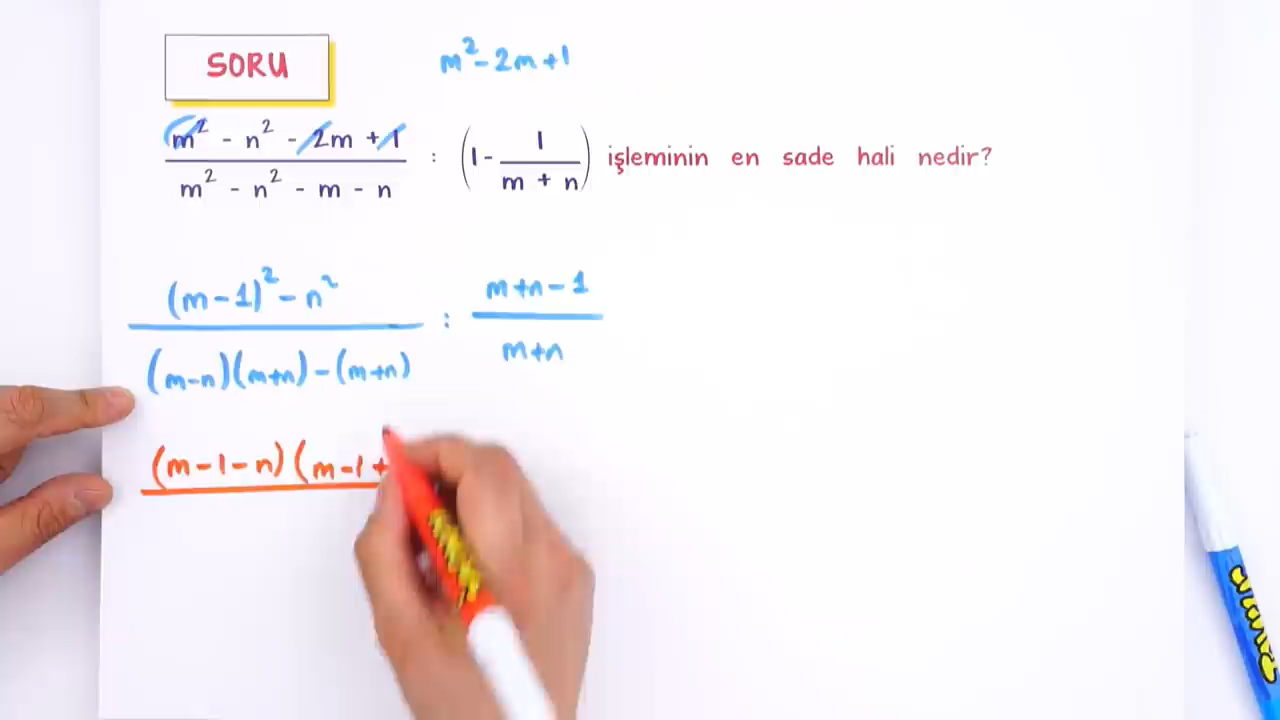 SORU
m² - 2m + 1
m² - n² - 2m + 1
m² - n² - m - n
: (1 - 1/(m + n)) işleminin en sade hali nedir?
(m - 1)² - n²
(m-n)(m+n) - (m+n)
: m+n - 1
m+n
(m - 1 - n) (m - 1 +